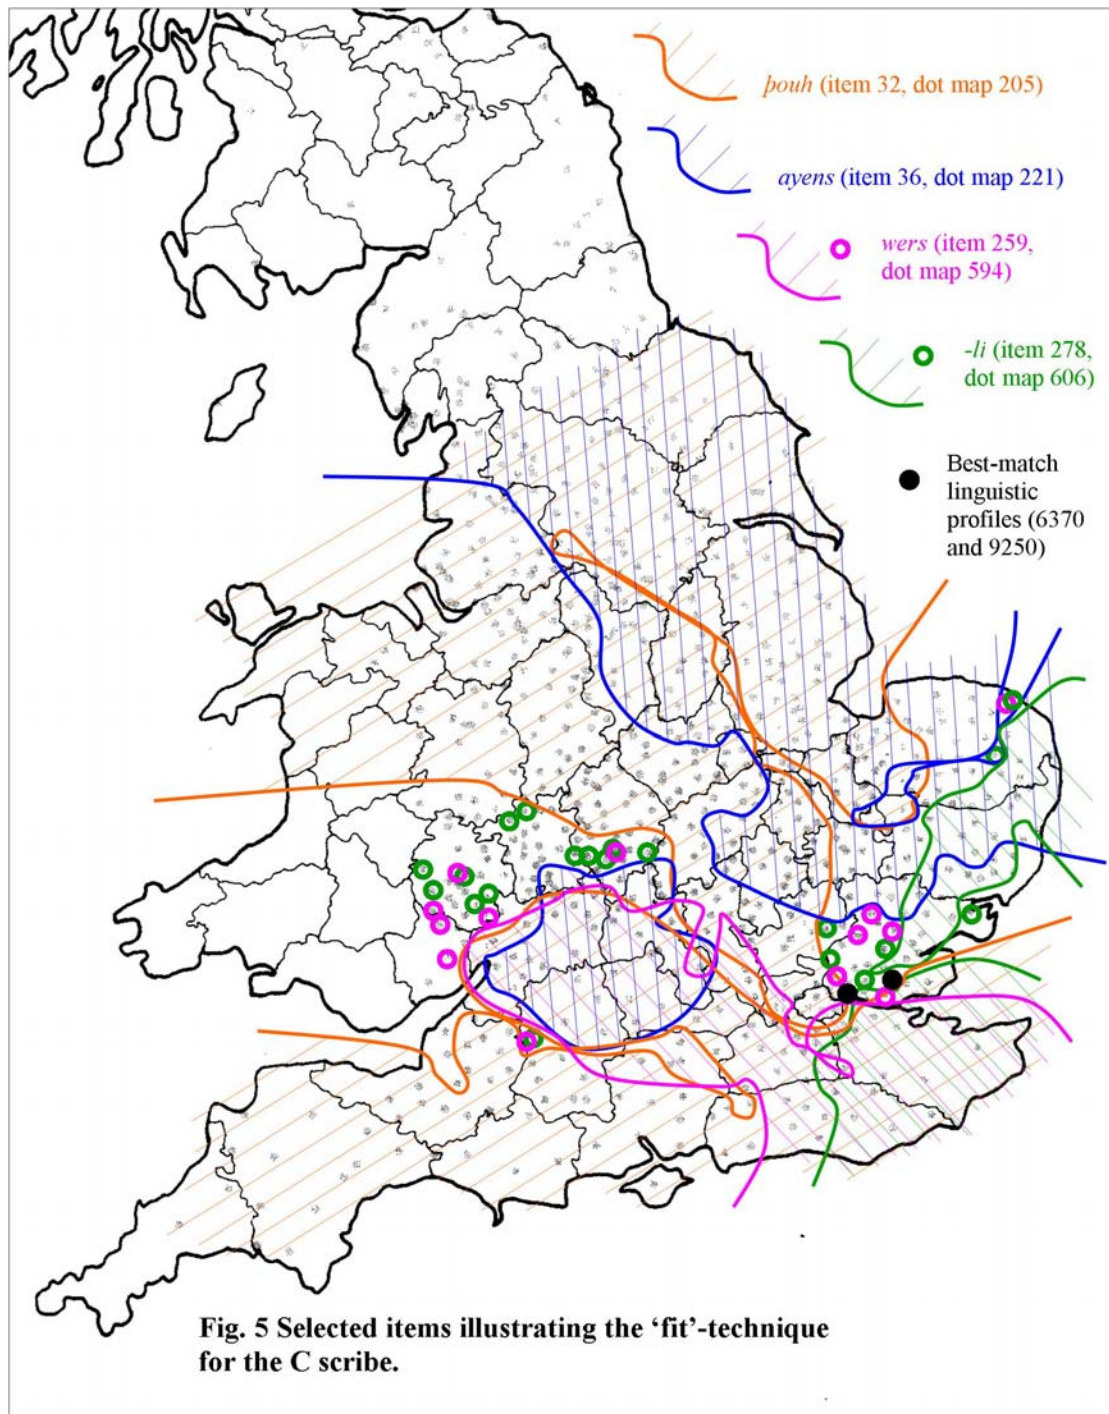 þouh (item 32, dot map 205)
ayens (item 36, dot map 221)
wers (item 259,
dot map 594)
-li (item 278,
dot map 606)
Best-match
linguistic
profiles (6370
and 9250)
Fig. 5 Selected items illustrating the ‘fit’-technique
for the C scribe.